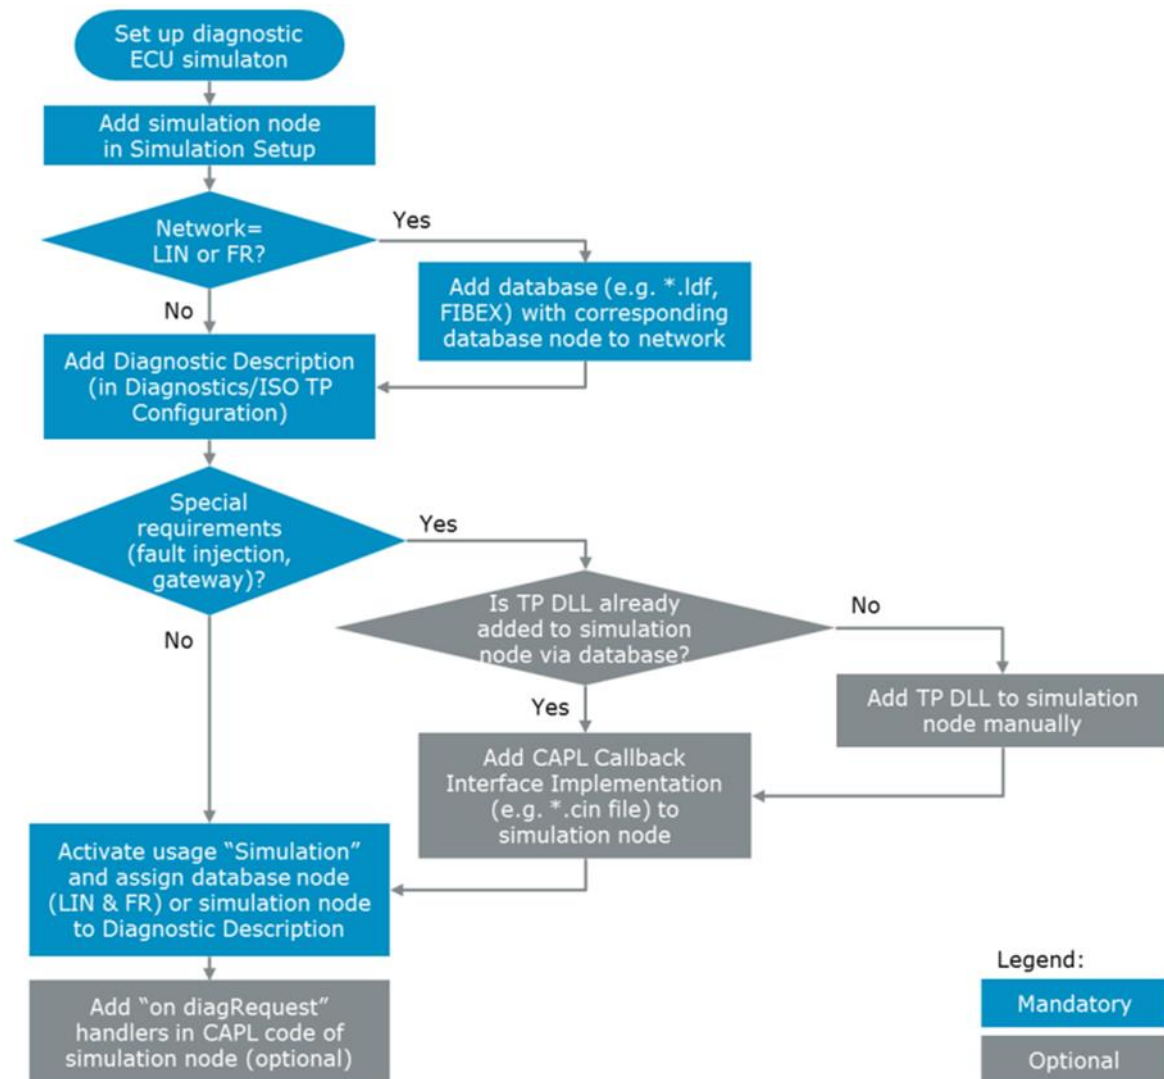 Set up diagnostic
ECU simulaton
Add simulation node
in Simulation Setup
Network=
LIN or FR?
Yes
No
Add database (e.g. *.ldf,
FIBEX) with corresponding
database node to network
Add Diagnostic Description
(in Diagnostics/ISO TP
Configuration)
Special
requirements
(fault injection,
gateway)?
Yes
No
Is TP DLL already
added to simulation
node via database?
No
Yes
Add TP DLL to simulation
node manually
Add CAPL Callback
Interface Implementation
(e.g. *.cin file) to
simulation node
Activate usage “Simulation”
and assign database node
(LIN & FR) or simulation node
to Diagnostic Description
Add “on diagRequest”
handlers in CAPL code of
simulation node (optional)
Legend:
Mandatory
Optional